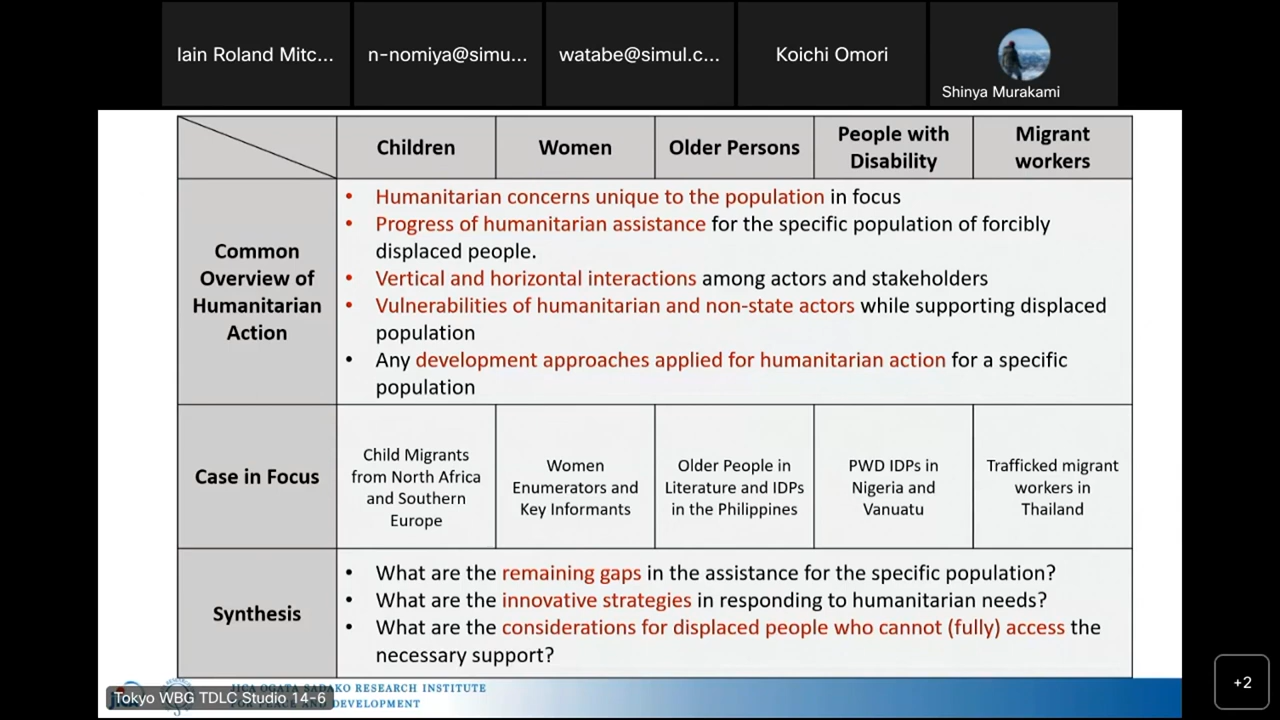 Iain Roland Mitc...
n-nomiya@simu...
watabe@simul.c...
Koichi Omori
Shinya Murakami
Children
Women
Older Persons
People with
Disability
Migrant
workers
Common
Overview of
Humanitarian
Action
• Humanitarian concerns unique to the population in focus
• Progress of humanitarian assistance for the specific population of forcibly
displaced people.
• Vertical and horizontal interactions among actors and stakeholders
• Vulnerabilities of humanitarian and non-state actors while supporting displaced
population
• Any development approaches applied for humanitarian action for a specific
population
Case in Focus
Child Migrants
from North Africa
and Southern
Europe
Women
Enumerators and
Key Informants
Older People in
Literature and IDPs
in the Philippines
PWD IDPs in
Nigeria and
Vanuatu
Trafficked migrant
workers in
Thailand
Synthesis
• What are the remaining gaps in the assistance for the specific population?
• What are the innovative strategies in responding to humanitarian needs?
• What are the considerations for displaced people who cannot (fully) access the
necessary support?
JICA OGATA SADAKO RESEARCH INSTITUTE
FOR PEACE AND DEVELOPMENT
Tokyo WBG TDLC Studio 14-6
+2